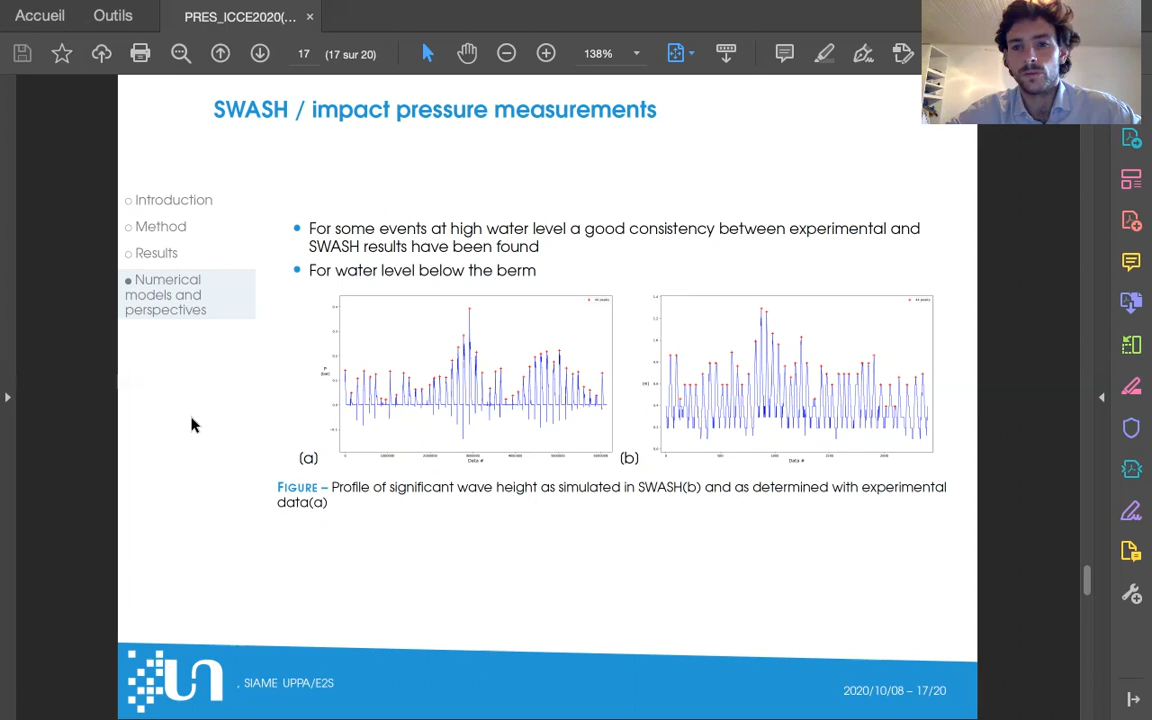 Accueil
Outils
PRES_ICCE2020(...
×
17
(17 sur 20)
138%
SWASH / impact pressure measurements
Introduction
Method
Results
Numerical
models and
perspectives
• For some events at high water level a good consistency between experimental and
SWASH results have been found
• For water level below the berm
(a)
Data #
(b)
Data #
FIGURE – Profile of significant wave height as simulated in SWASH(b) and as determined with experimental
data(a)
, SIAME UPPA/E2S
2020/10/08 – 17/20